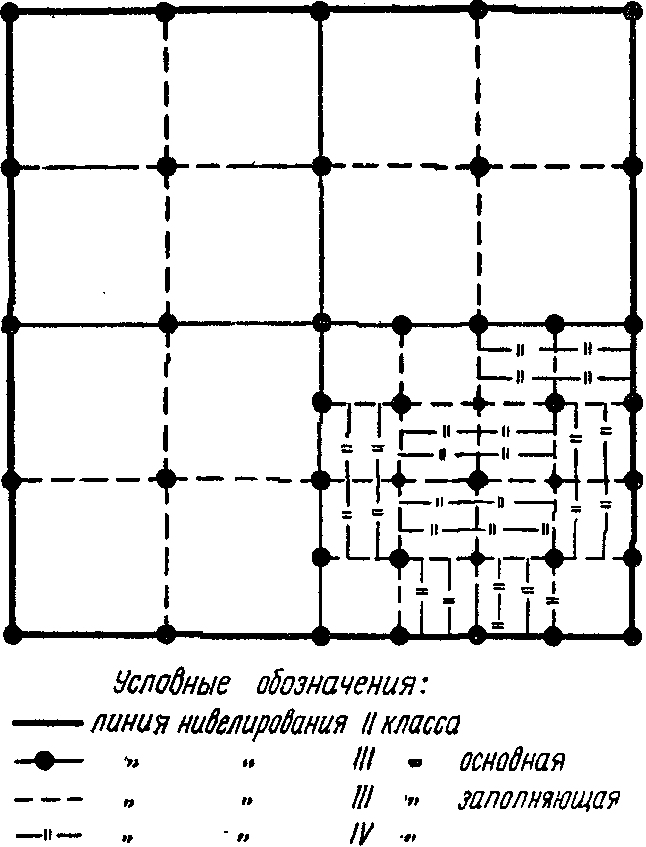 Условные обозначения:
линия нивелирования II класса
" " III " основная
" " III " заполняющая
" " IV "